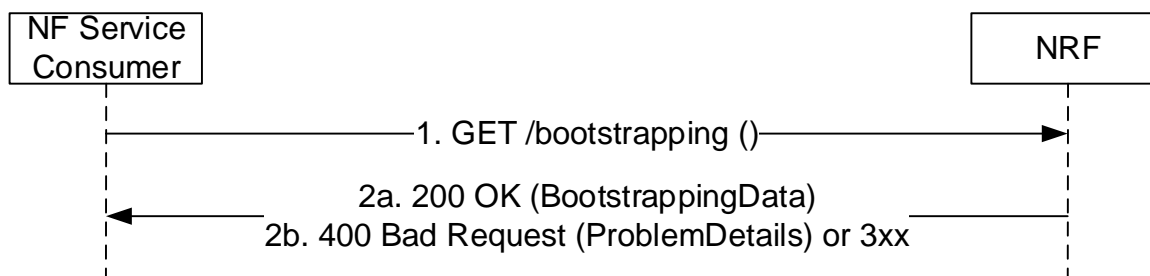 NF Service
Consumer
NRF
1. GET /bootstrapping ()
2a. 200 OK (BootstrappingData)
2b. 400 Bad Request (ProblemDetails) or 3xx